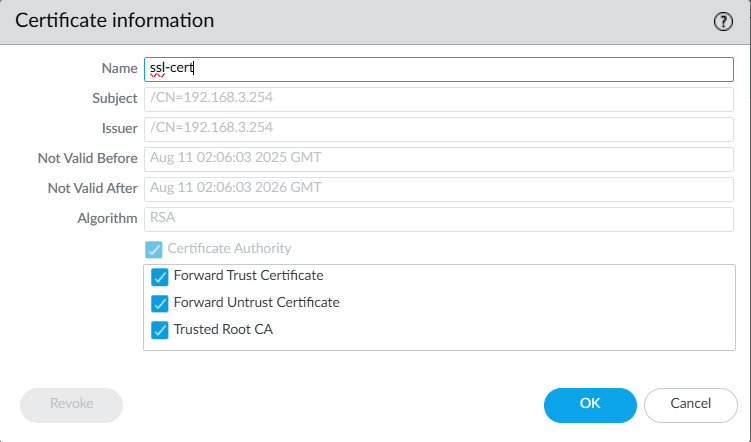 Certificate information
?
Name ssl-cert
Subject /CN=192.168.3.254
Issuer /CN=192.168.3.254
Not Valid Before Aug 11 02:06:03 2025 GMT
Not Valid After Aug 11 02:06:03 2026 GMT
Algorithm RSA
Certificate Authority
Forward Trust Certificate
Forward Untrust Certificate
Trusted Root CA
Revoke OK Cancel